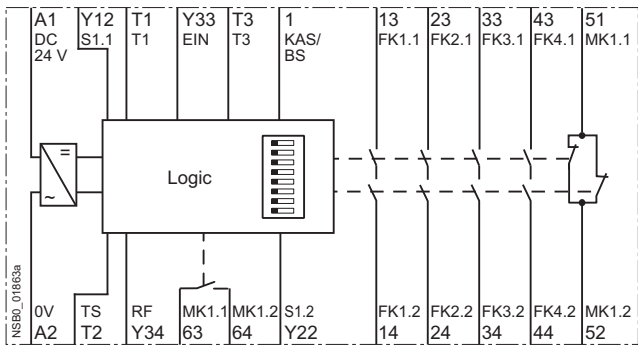 A1 Y12 T1 Y33 T3 1 13 23 33 43 51
DC S1.1 T1 EIN T3 KAS/ FK1.1 FK2.1 FK3.1 FK4.1 MK1.1
24 V BS
=
~
Logic
NSB0_01863a
0V TS RF MK1.1 MK1.2 S1.2 FK1.2 FK2.2 FK3.2 FK4.2 MK1.2
A2 T2 Y34 63 64 Y22 14 24 34 44 52